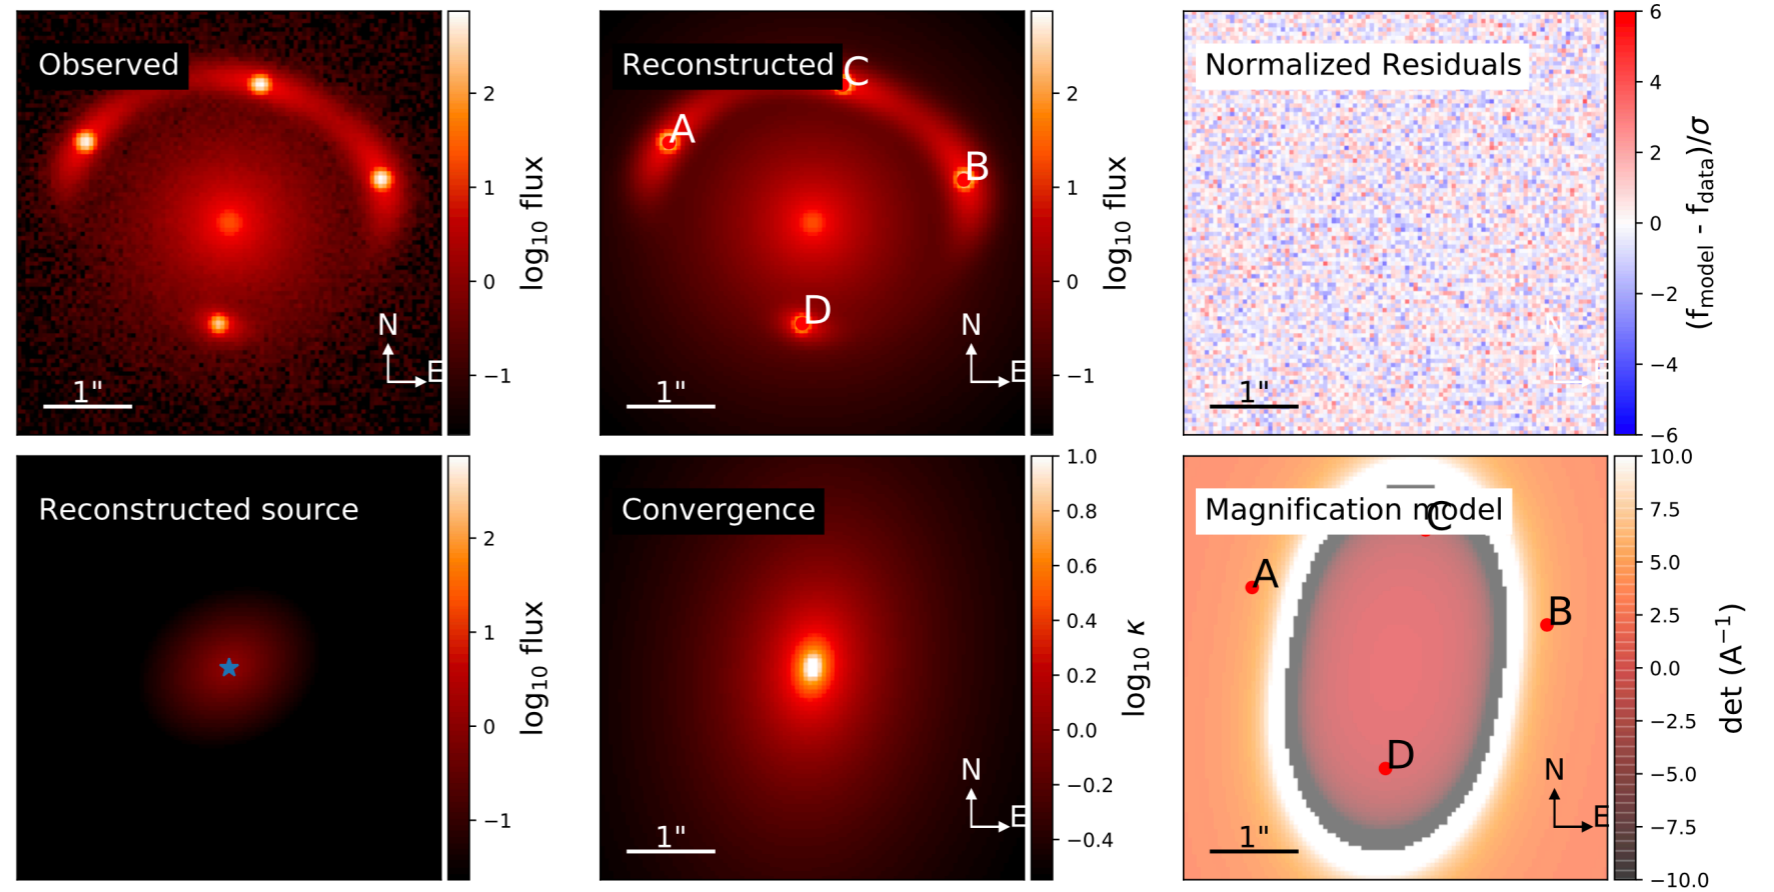 Observed
N
E
1"
2
1
0
−1
log₁₀ flux
Reconstructed
A
B
C
D
N
E
1"
2
1
0
−1
log₁₀ flux
Normalized Residuals
N
E
1"
6
4
2
0
−2
−4
−6
(f_model - f_data)/σ
Reconstructed source
2
1
0
−1
log₁₀ flux
Convergence
N
E
1"
1.0
0.8
0.6
0.4
0.2
0.0
−0.2
−0.4
log₁₀ κ
Magnification model
A
B
C
D
N
E
1"
10.0
7.5
5.0
2.5
0.0
−2.5
−5.0
−7.5
−10.0
det (A⁻¹)